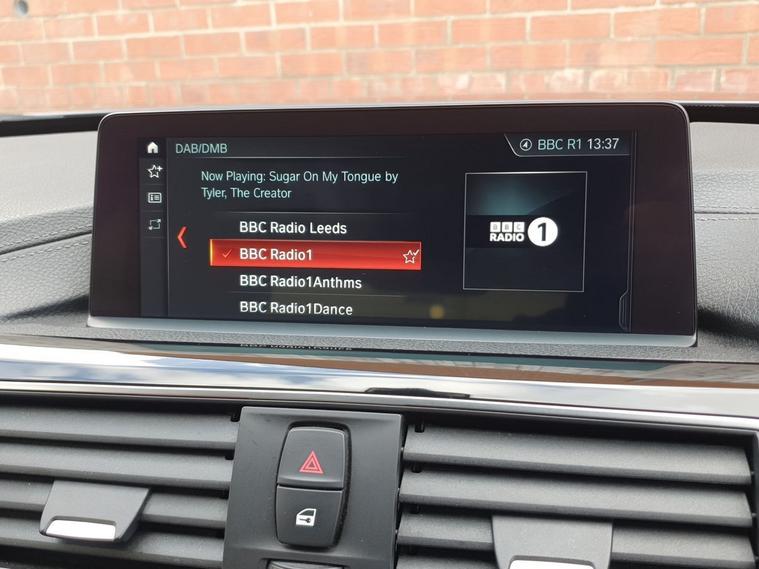 DAB/DMB
BBC R1 13:37
Now Playing: Sugar On My Tongue by
Tyler, The Creator
BBC Radio Leeds
BBC Radio1
BBC Radio1Anthms
BBC Radio1Dance
BBC
RADIO 1